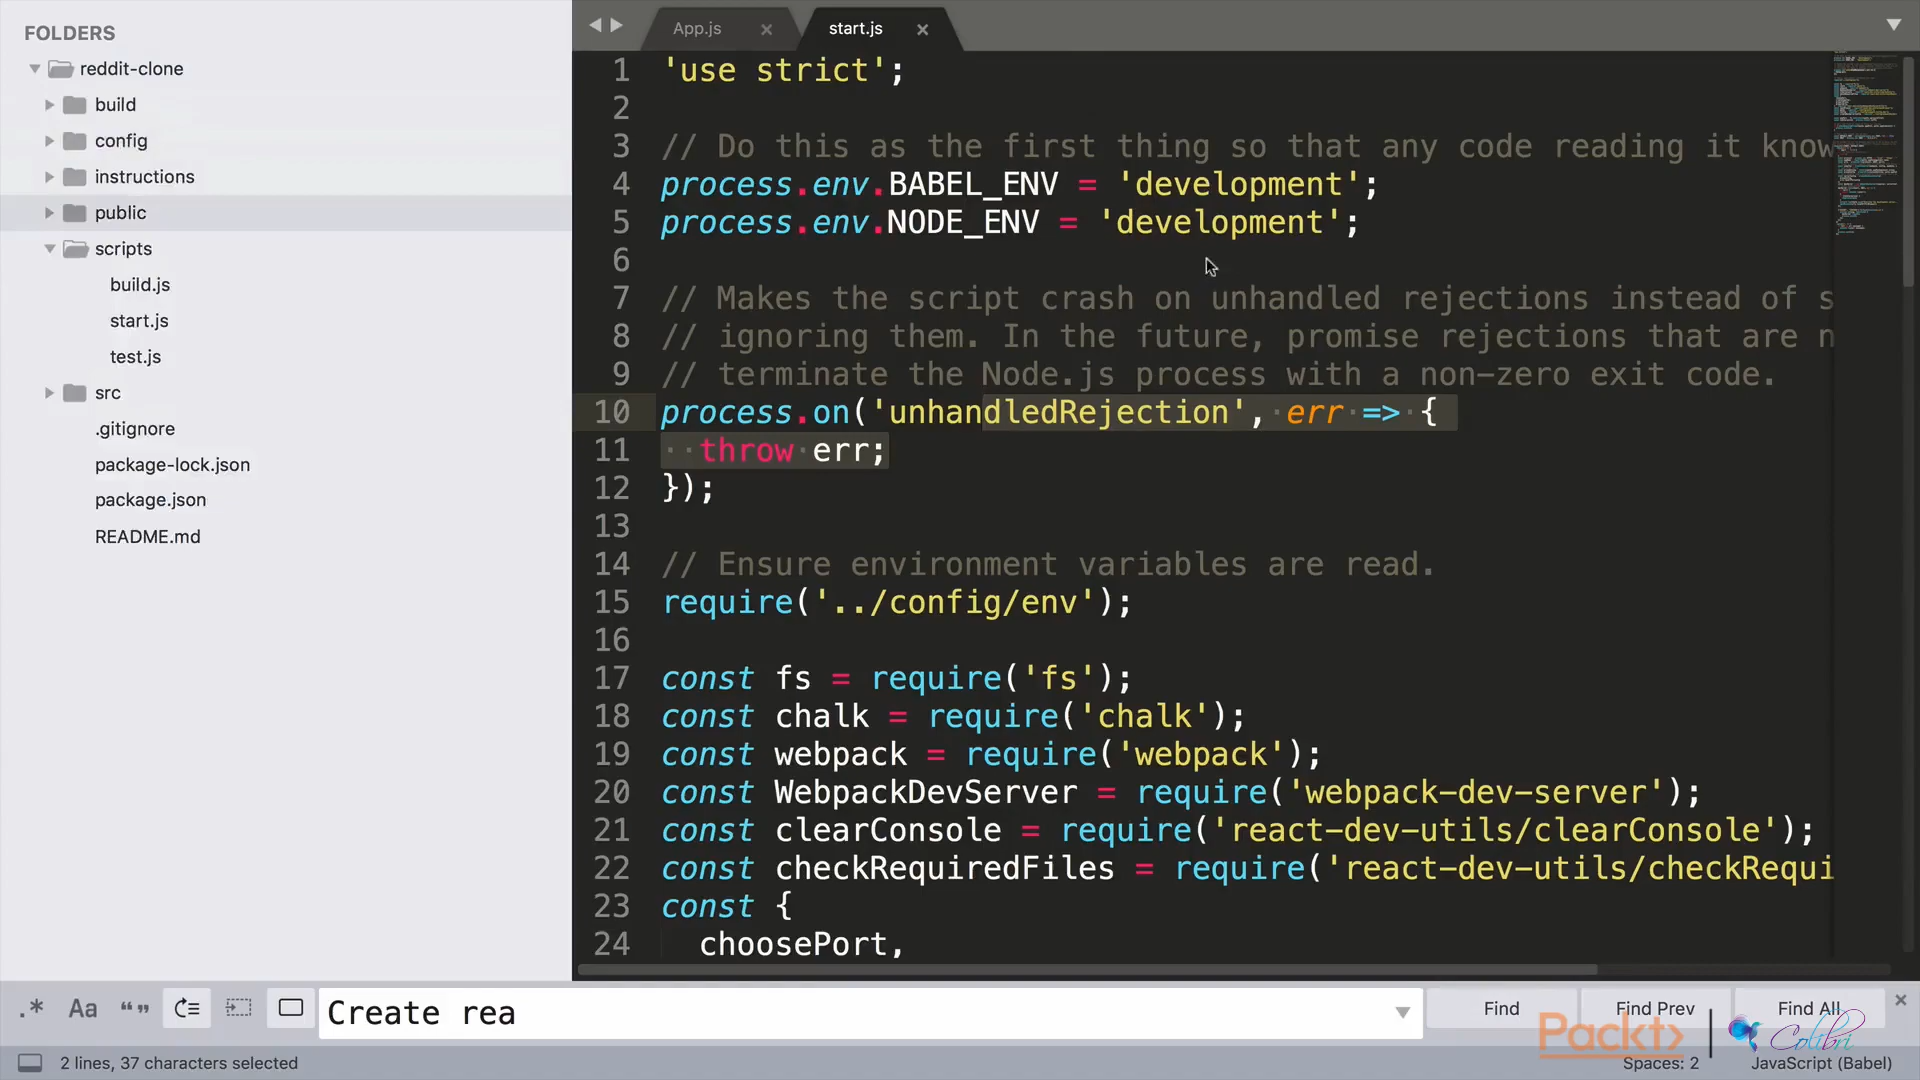 FOLDERS
reddit-clone
build
config
instructions
public
scripts
build.js
start.js
test.js
src
.gitignore
package-lock.json
package.json
README.md
App.js
start.js
1 'use strict';
2
3 // Do this as the first thing so that any code reading it know
4 process.env.BABEL_ENV = 'development';
5 process.env.NODE_ENV = 'development';
6
7 // Makes the script crash on unhandled rejections instead of s
8 // ignoring them. In the future, promise rejections that are n
9 // terminate the Node.js process with a non-zero exit code.
10 process.on('unhandledRejection', err => {
11 throw err;
12 });
13
14 // Ensure environment variables are read.
15 require('../config/env');
16
17 const fs = require('fs');
18 const chalk = require('chalk');
19 const webpack = require('webpack');
20 const WebpackDevServer = require('webpack-dev-server');
21 const clearConsole = require('react-dev-utils/clearConsole');
22 const checkRequiredFiles = require('react-dev-utils/checkRequi
23 const {
24 choosePort,
.* Aa “” Create rea Find Find Prev Find All
Packt> Colibri
2 lines, 37 characters selected Spaces: 2 JavaScript (Babel)